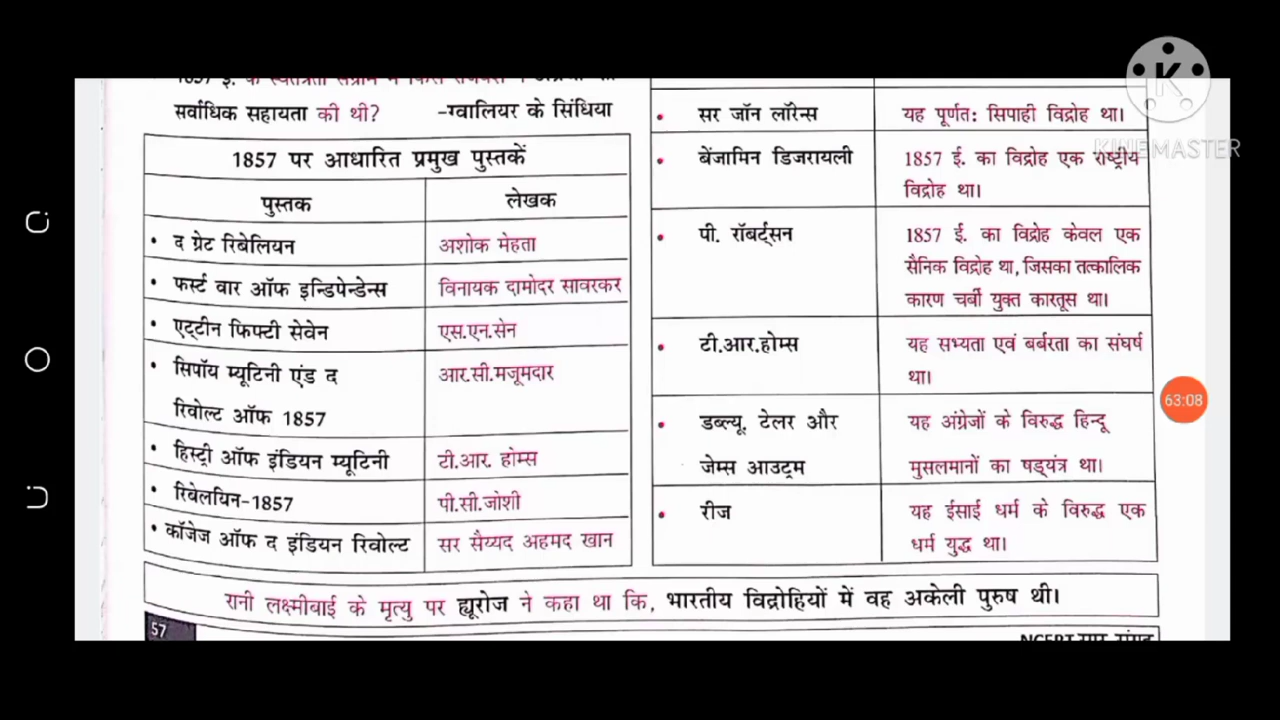 सर्वाधिक सहायता की थी? -ग्वालियर के सिंधिया
1857 पर आधारित प्रमुख पुस्तकें
पुस्तक लेखक
• द ग्रेट रिबेलियन अशोक मेहता
• फर्स्ट वार ऑफ इन्डिपेन्डेन्स विनायक दामोदर सावरकर
• एट्टीन फिफ्टी सेवेन एस.एन.सेन
• सिपॉय म्यूटिनी एंड द आर.सी.मजूमदार
रिवोल्ट ऑफ 1857
• हिस्ट्री ऑफ इंडियन म्यूटिनी टी.आर. होम्स
• रिबेलयिन-1857 पी.सी.जोशी
• कॉजेज ऑफ द इंडियन रिवोल्ट सर सैय्यद अहमद खान
• सर जॉन लॉरेन्स यह पूर्णतः सिपाही विद्रोह था।
• बेंजामिन डिजरायली 1857 ई. का विद्रोह एक राष्ट्रीय
विद्रोह था।
• पी. रॉबर्ट्सन 1857 ई. का विद्रोह केवल एक
सैनिक विद्रोह था, जिसका तत्कालिक
कारण चर्बी युक्त कारतूस था।
• टी.आर.होम्स यह सभ्यता एवं बर्बरता का संघर्ष
था।
• डब्ल्यू. टेलर और यह अंग्रेजों के विरुद्ध हिन्दू
जेम्स आउट्रम मुसलमानों का षड्यंत्र था।
• रीज यह ईसाई धर्म के विरुद्ध एक
धर्म युद्ध था।
रानी लक्ष्मीबाई के मृत्यु पर ह्यूरोज ने कहा था कि, भारतीय विद्रोहियों में वह अकेली पुरुष थी।
57
K
KINEMASTER
63:08